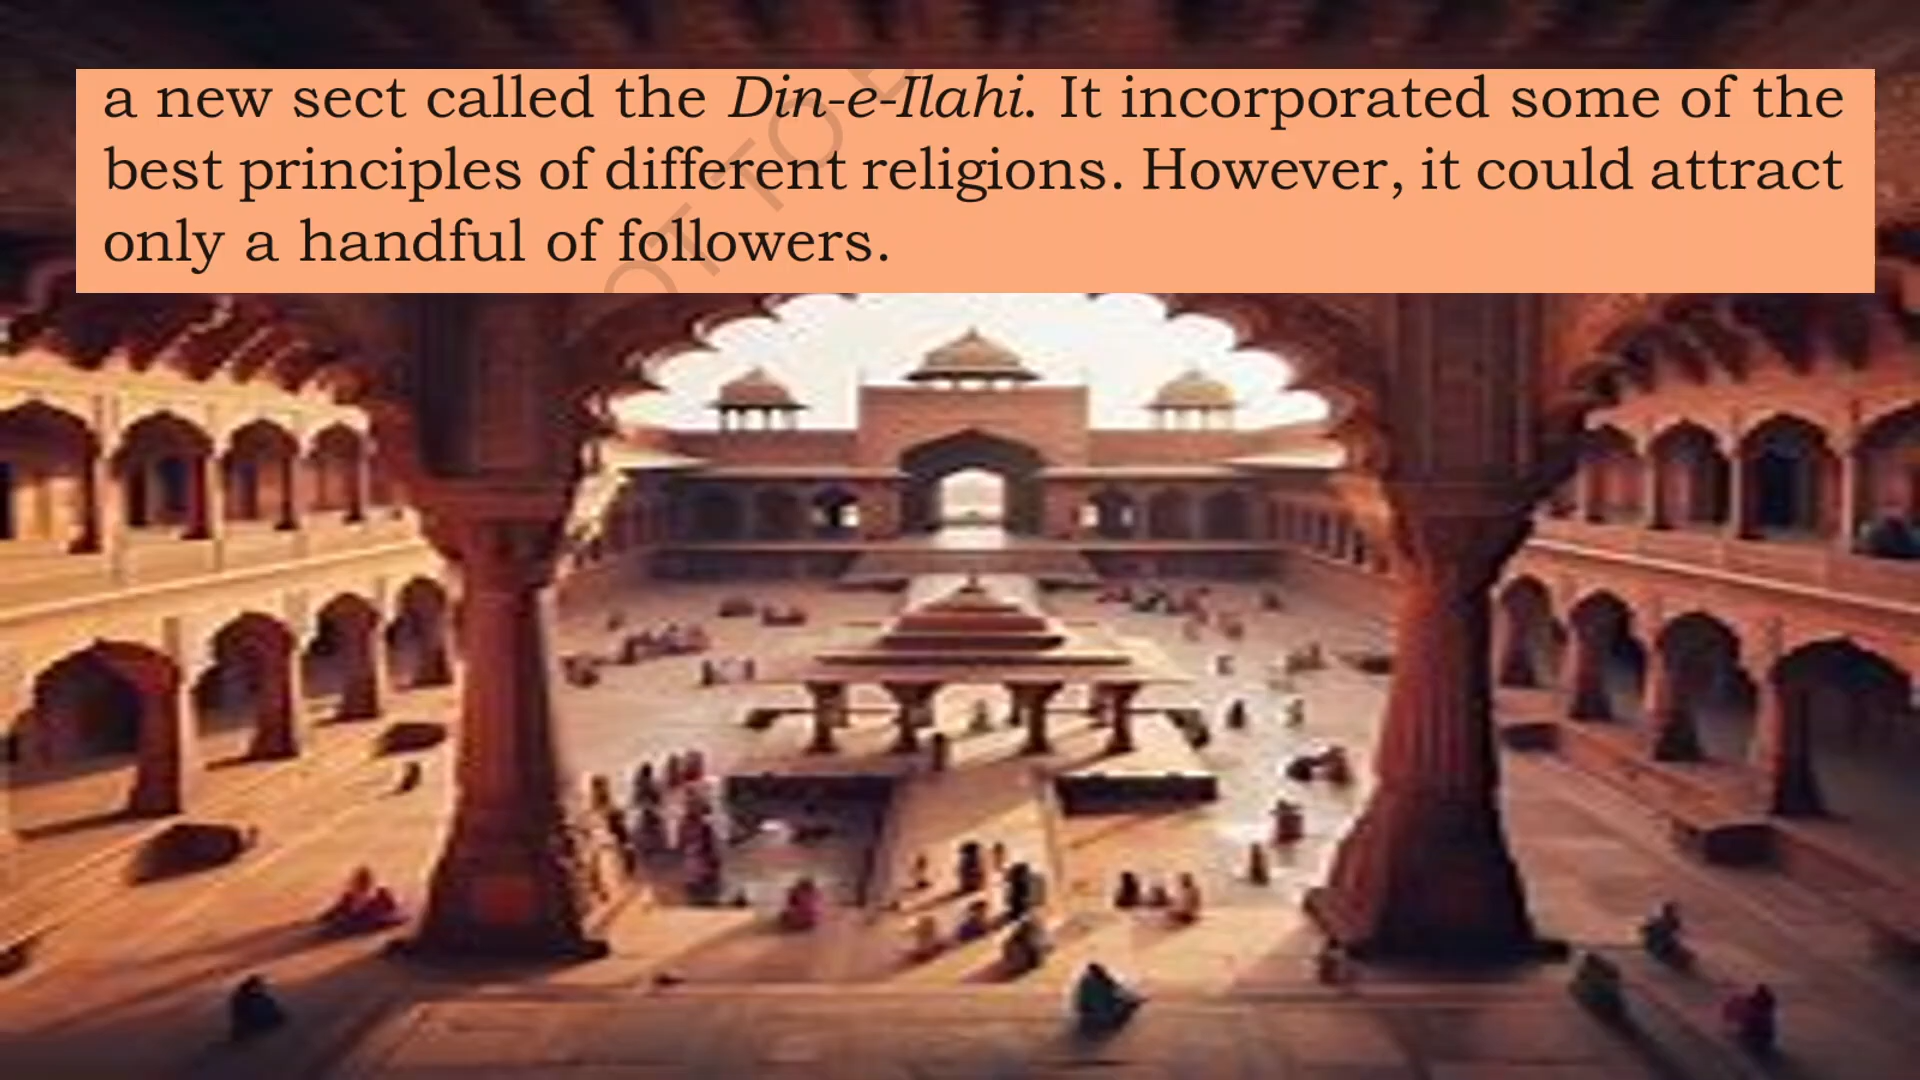 a new sect called the Din-e-Ilahi. It incorporated some of the
best principles of different religions. However, it could attract
only a handful of followers.